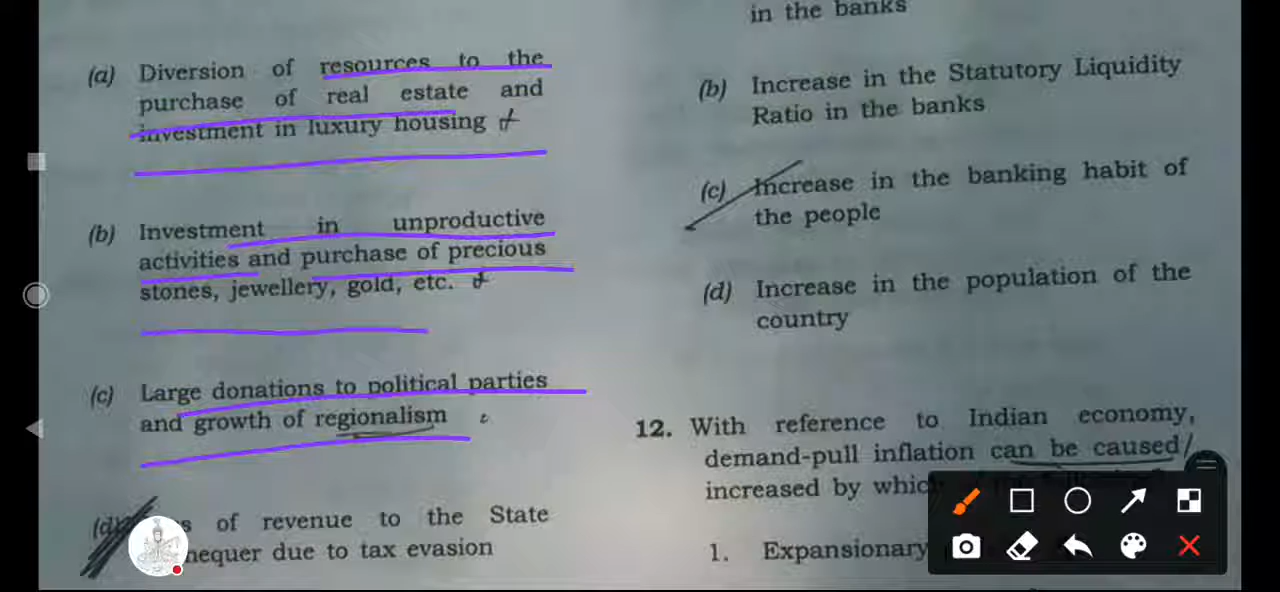 (a) Diversion of resources to the
purchase of real estate and
investment in luxury housing
(b) Investment in unproductive
activities and purchase of precious
stones, jewellery, gold, etc.
(c) Large donations to political parties
and growth of regionalism
(d) of revenue to the State
due to tax evasion
in the banks
(b) Increase in the Statutory Liquidity
Ratio in the banks
(c) Increase in the banking habit of
the people
(d) Increase in the population of the
country
12. With reference to Indian economy,
demand-pull inflation can be caused/
increased by
1. Expansionary